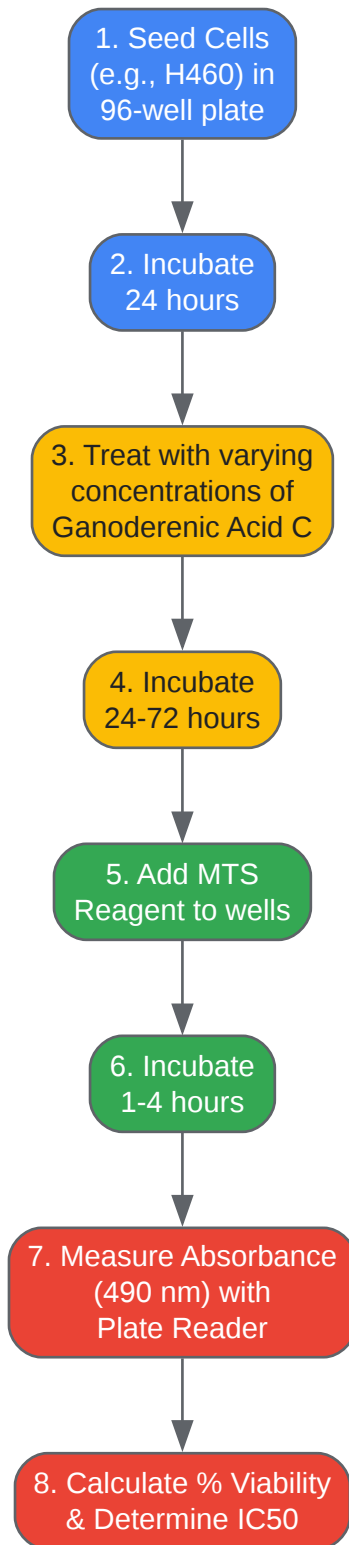 1. Seed Cells
(e.g., H460) in
96-well plate
2. Incubate
24 hours
3. Treat with varying
concentrations of
Ganoderenic Acid C
4. Incubate
24-72 hours
5. Add MTS
Reagent to wells
6. Incubate
1-4 hours
7. Measure Absorbance
(490 nm) with
Plate Reader
8. Calculate % Viability
& Determine IC50